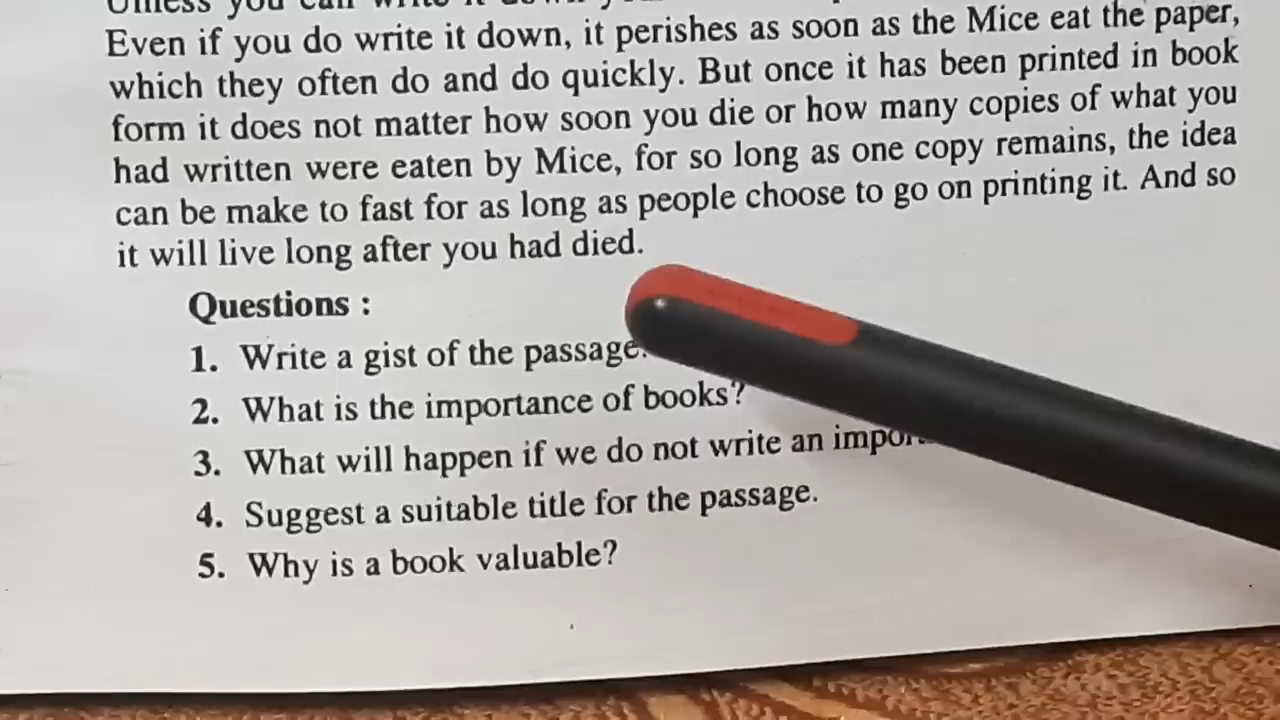 Unless you can write it down
Even if you do write it down, it perishes as soon as the Mice eat the paper,
which they often do and do quickly. But once it has been printed in book
form it does not matter how soon you die or how many copies of what you
had written were eaten by Mice, for so long as one copy remains, the idea
can be make to fast for as long as people choose to go on printing it. And so
it will live long after you had died.
Questions :
1. Write a gist of the passage.
2. What is the importance of books?
3. What will happen if we do not write an
4. Suggest a suitable title for the passage.
5. Why is a book valuable?